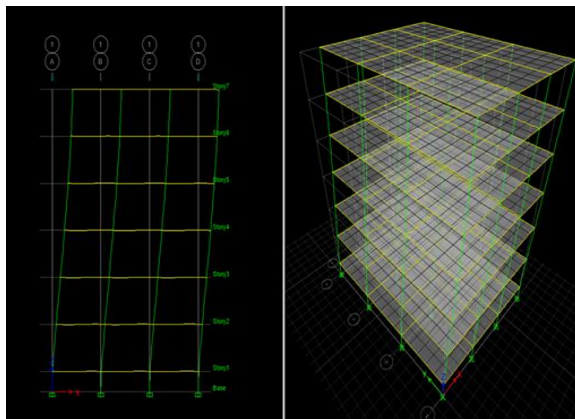 1 1 1 1
A B C D
Story7
Story6
Story5
Story4
Story3
Story2
Story1
Base
X
Y X